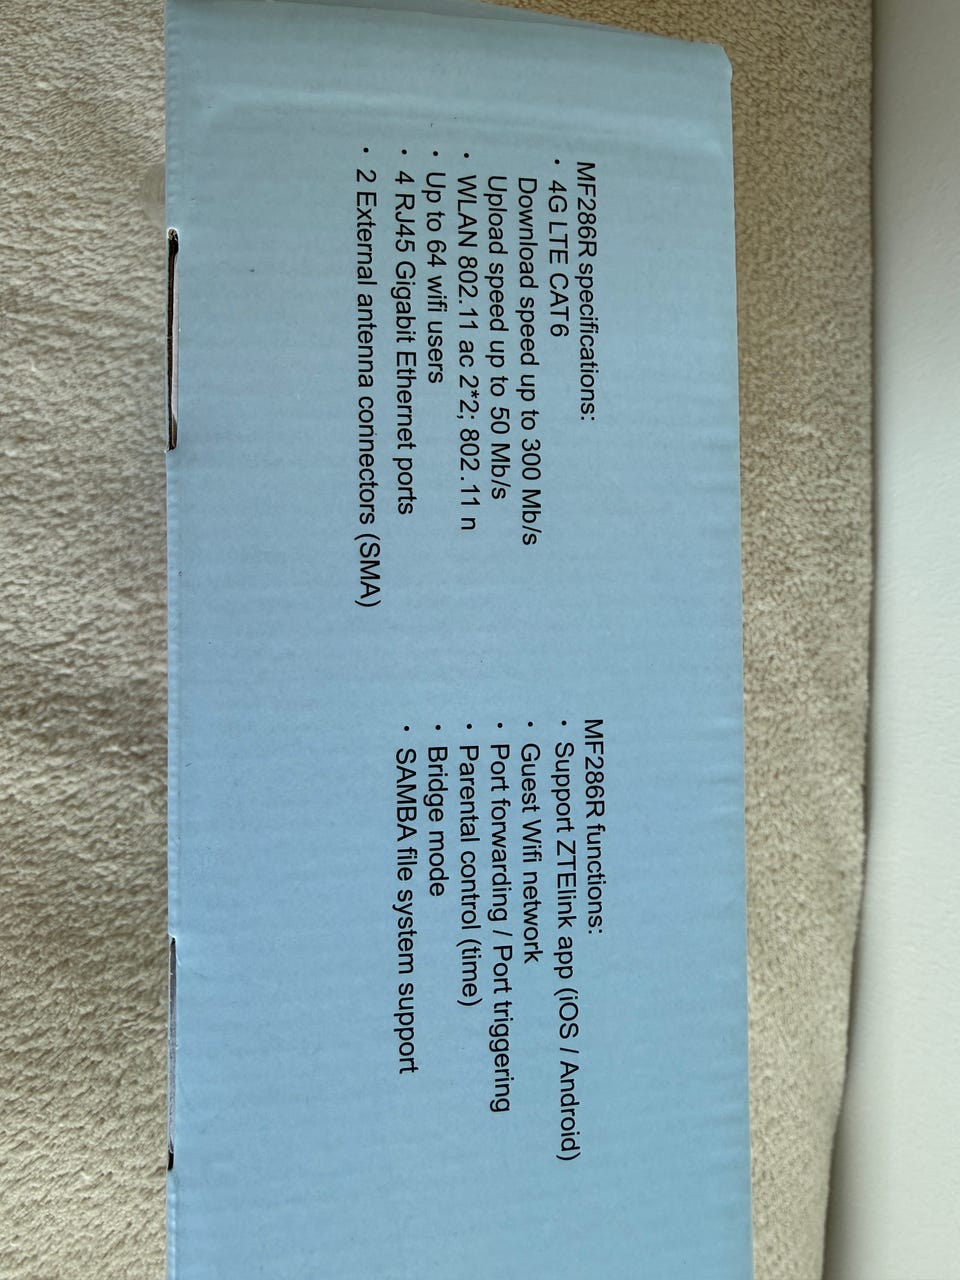 MF286R specifications:
• 4G LTE CAT6
Download speed up to 300 Mb/s
Upload speed up to 50 Mb/s
• WLAN 802.11 ac 2*2; 802.11 n
• Up to 64 wifi users
• 4 RJ45 Gigabit Ethernet ports
• 2 External antenna connectors (SMA)
MF286R functions:
• Support ZTElink app (iOS / Android)
• Guest Wifi network
• Port forwarding / Port triggering
• Parental control (time)
• Bridge mode
• SAMBA file system support